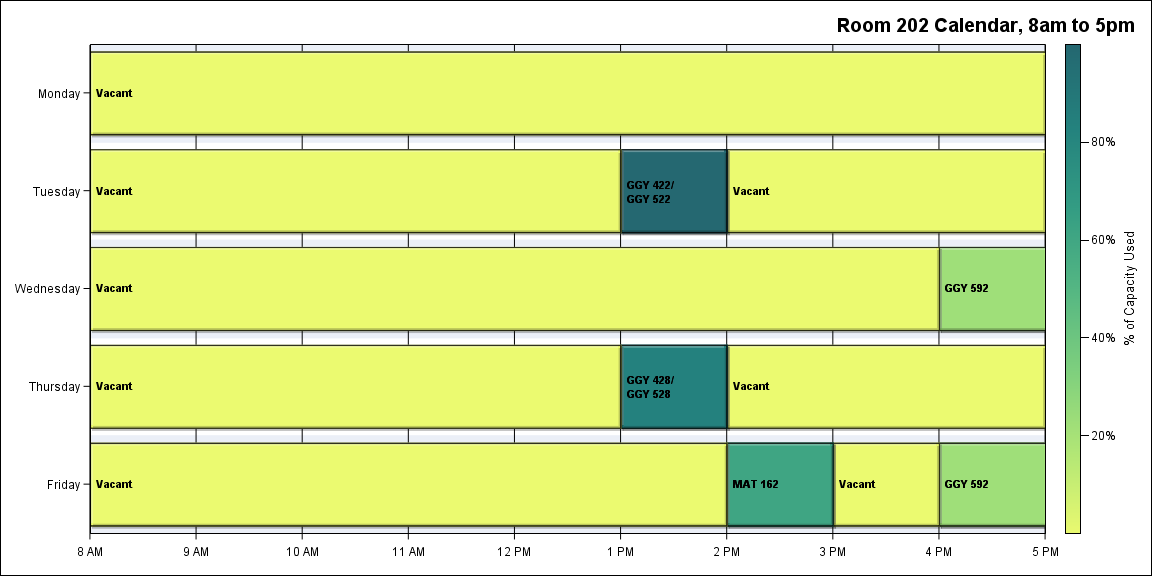 Room 202 Calendar, 8am to 5pm
Monday
Vacant
Tuesday
Vacant
GGY 422/
GGY 522
Vacant
Wednesday
Vacant
GGY 592
Thursday
Vacant
GGY 428/
GGY 528
Vacant
Friday
Vacant
MAT 162
Vacant
GGY 592
8 AM
9 AM
10 AM
11 AM
12 PM
1 PM
2 PM
3 PM
4 PM
5 PM
80%
60%
40%
20%
% of Capacity Used